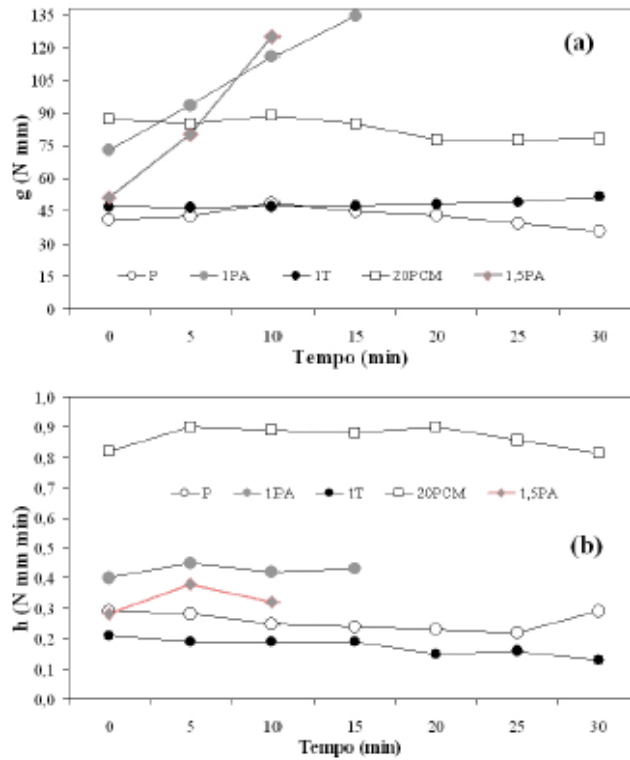 135
120
105
90
75
60
45
30
15
0
g (N mm)
(a)
P 1PA 1T 20PCM 1,5PA
0 5 10 15 20 25 30
Tempo (min)
1,0
0,9
0,8
0,7
0,6
0,5
0,4
0,3
0,2
0,1
0,0
h (N mm min)
P 1PA 1T 20PCM 1,5PA
(b)
0 5 10 15 20 25 30
Tempo (min)